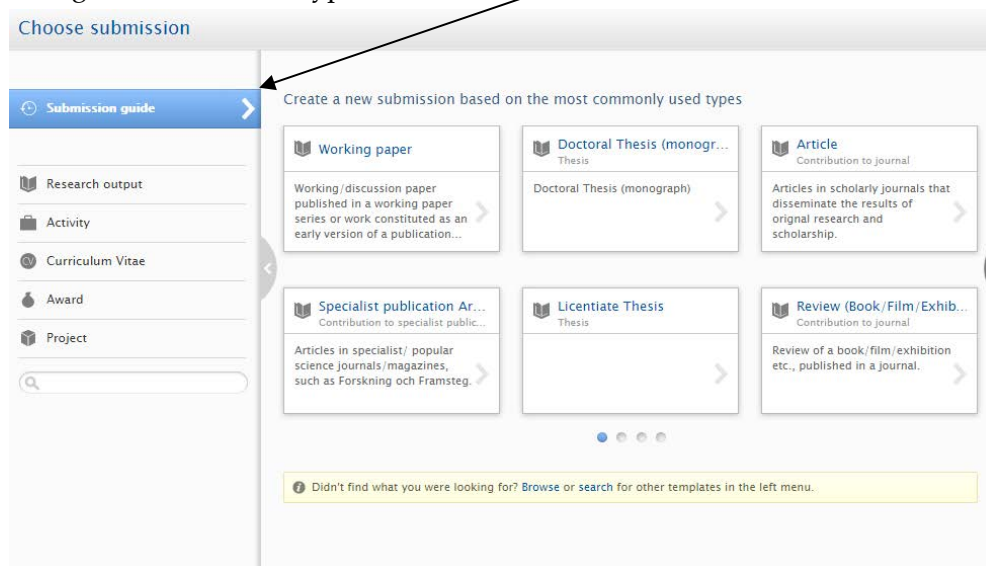 Choose submission
Submission guide
Research output
Activity
Curriculum Vitae
Award
Project
Create a new submission based on the most commonly used types
Working paper
Working/discussion paper
published in a working paper
series or work constituted as an
early version of a publication...
Doctoral Thesis (monogr...
Thesis
Doctoral Thesis (monograph)
Article
Contribution to journal
Articles in scholarly journals that
disseminate the results of
orignal research and
scholarship.
Specialist publication Ar...
Contribution to specialist public...
Articles in specialist/ popular
science journals/magazines,
such as Forskning och Framsteg.
Licentiate Thesis
Thesis
Review (Book/Film/Exhib...
Contribution to journal
Review of a book/film/exhibition
etc., published in a journal.
Didn't find what you were looking for? Browse or search for other templates in the left menu.